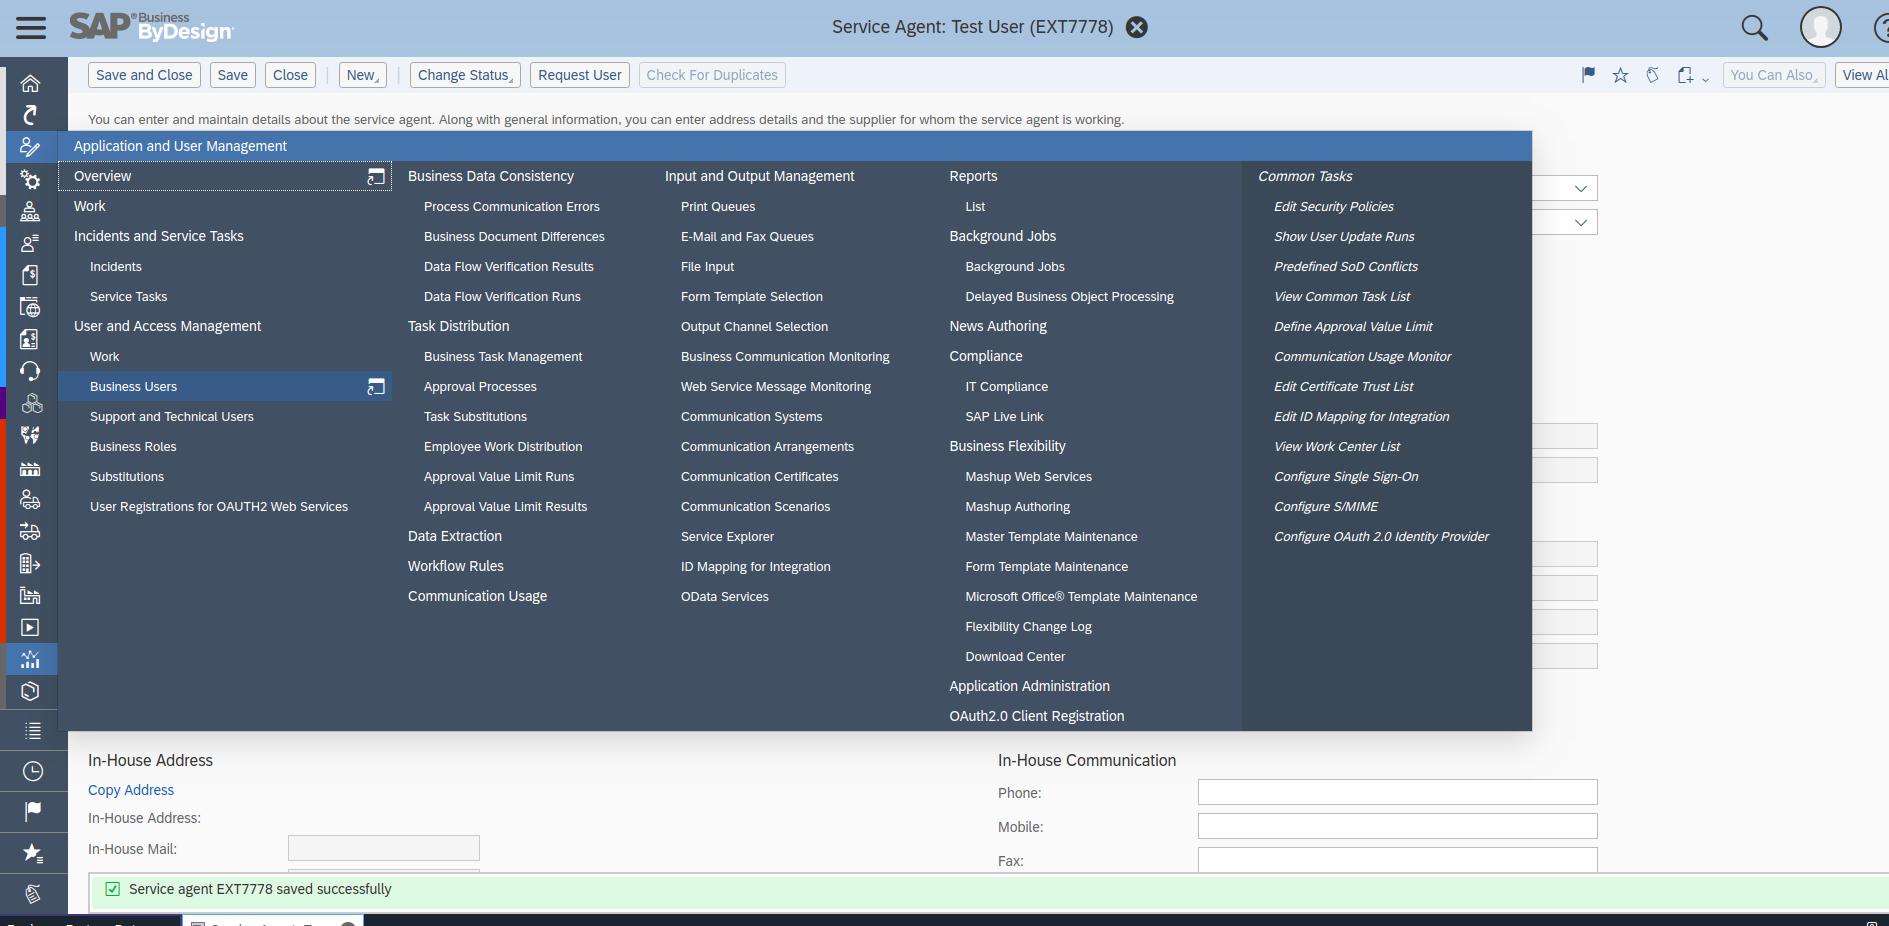 SAP Business ByDesign
Service Agent: Test User (EXT7778)
Save and Close
Save
Close
New
Change Status
Request User
Check For Duplicates
You Can Also
View Al
You can enter and maintain details about the service agent. Along with general information, you can enter address details and the supplier for whom the service agent is working.
Application and User Management
Overview
Work
Incidents and Service Tasks
Incidents
Service Tasks
User and Access Management
Work
Business Users
Support and Technical Users
Business Roles
Substitutions
User Registrations for OAUTH2 Web Services
Business Data Consistency
Process Communication Errors
Business Document Differences
Data Flow Verification Results
Data Flow Verification Runs
Task Distribution
Business Task Management
Approval Processes
Task Substitutions
Employee Work Distribution
Approval Value Limit Runs
Approval Value Limit Results
Data Extraction
Workflow Rules
Communication Usage
Input and Output Management
Print Queues
E-Mail and Fax Queues
File Input
Form Template Selection
Output Channel Selection
Business Communication Monitoring
Web Service Message Monitoring
Communication Systems
Communication Arrangements
Communication Certificates
Communication Scenarios
Service Explorer
ID Mapping for Integration
OData Services
Reports
List
Background Jobs
Background Jobs
Delayed Business Object Processing
News Authoring
Compliance
IT Compliance
SAP Live Link
Business Flexibility
Mashup Web Services
Mashup Authoring
Master Template Maintenance
Form Template Maintenance
Microsoft Office® Template Maintenance
Flexibility Change Log
Download Center
Application Administration
OAuth2.0 Client Registration
Common Tasks
Edit Security Policies
Show User Update Runs
Predefined SoD Conflicts
View Common Task List
Define Approval Value Limit
Communication Usage Monitor
Edit Certificate Trust List
Edit ID Mapping for Integration
View Work Center List
Configure Single Sign-On
Configure S/MIME
Configure OAuth 2.0 Identity Provider
In-House Address
Copy Address
In-House Address:
In-House Mail:
In-House Communication
Phone:
Mobile:
Fax:
Service agent EXT7778 saved successfully